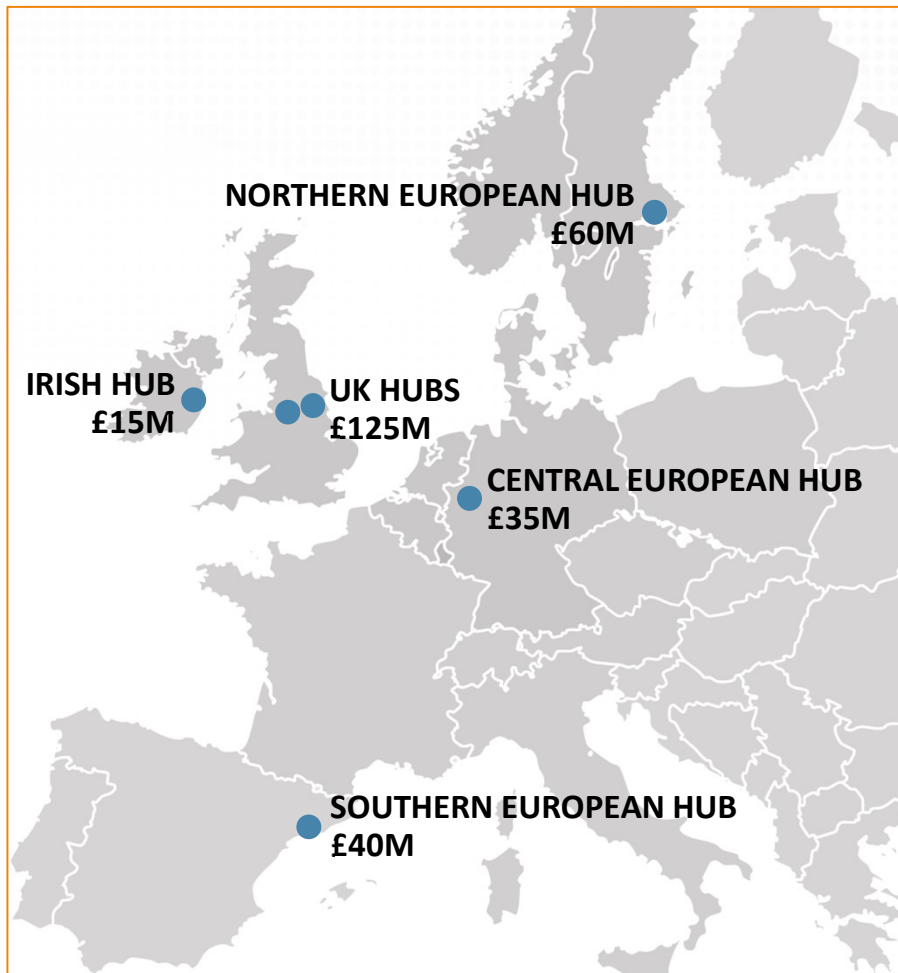 NORTHERN EUROPEAN HUB
£60M
IRISH HUB
£15M
UK HUBS
£125M
CENTRAL EUROPEAN HUB
£35M
SOUTHERN EUROPEAN HUB
£40M